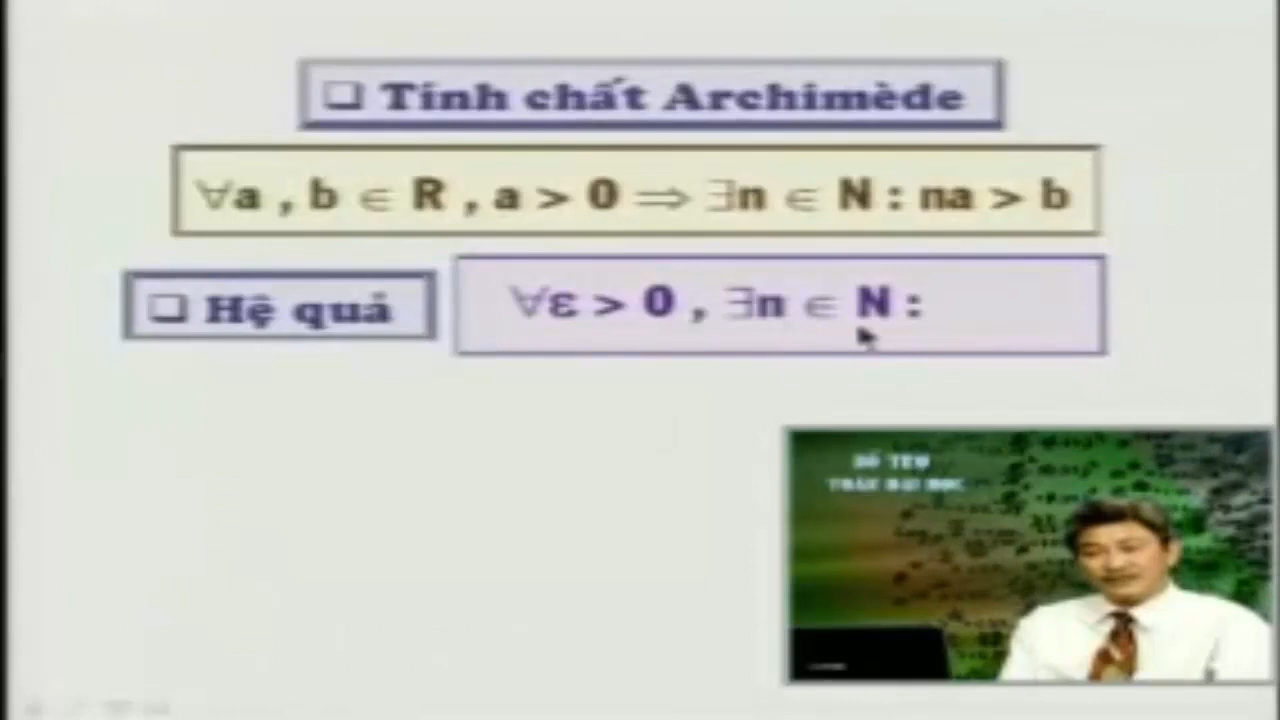 ❑ Tính chất Archimède
∀a , b ∈ R , a > 0 ⇒ ∃n ∈ N : na > b
❑ Hệ quả
∀ε > 0 , ∃n ∈ N :